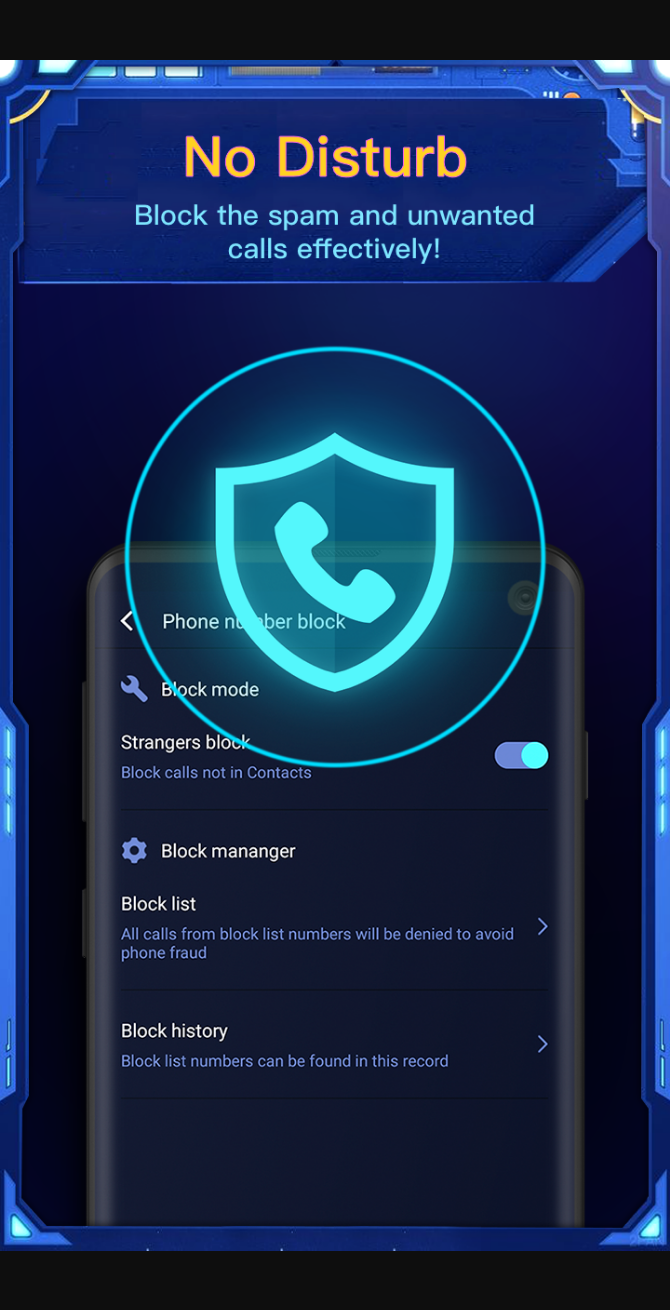 No Disturb
Block the spam and unwanted
calls effectively!
Phone number block
Block mode
Strangers block
Block calls not in Contacts
Block mananger
Block list
All calls from block list numbers will be denied to avoid
phone fraud
Block history
Block list numbers can be found in this record